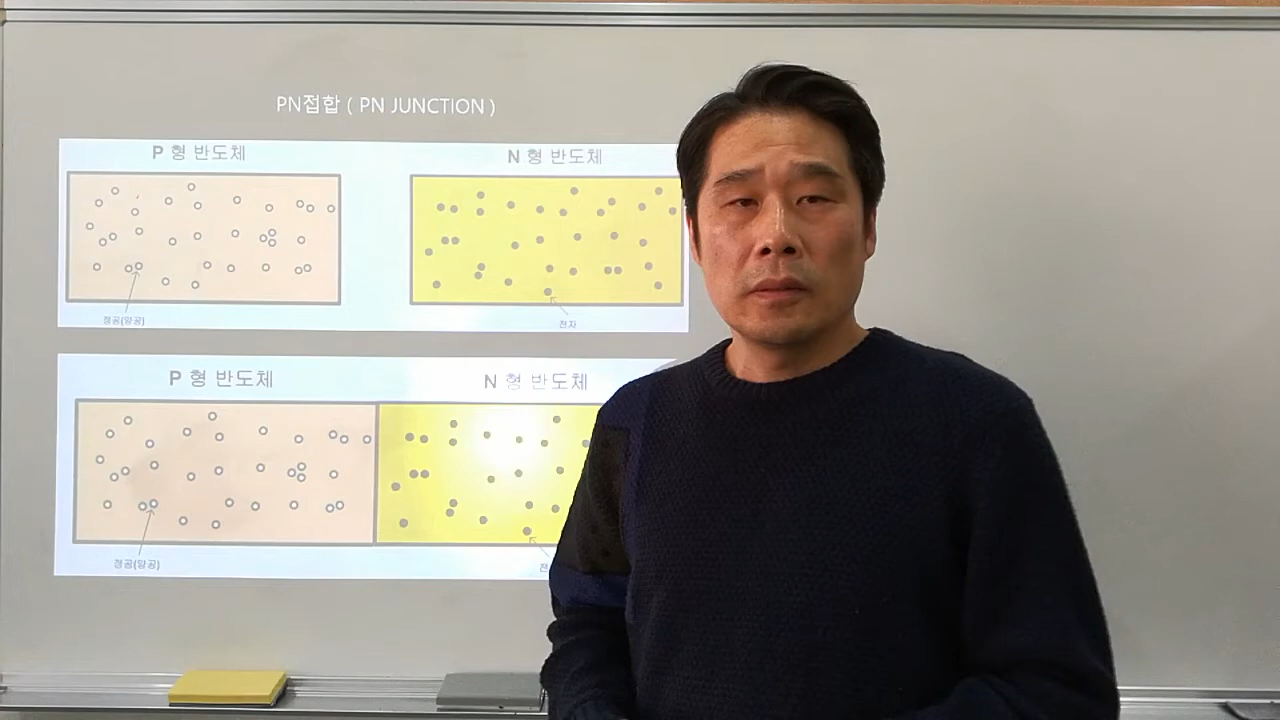 PN접합 ( PN JUNCTION )
P 형 반도체
N 형 반도체
정공(양공)
전자
P 형 반도체
N 형 반도체
정공(양공)
전